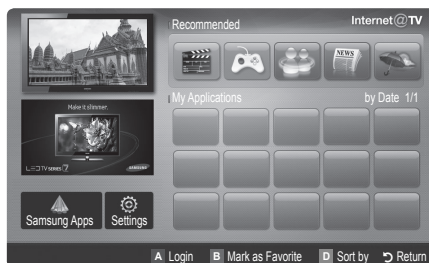 Recommended
Internet@TV
NEWS
My Applications
by Date 1/1
Make it slimmer.
LED TV SERIES 7
SAMSUNG
Samsung Apps
Settings
A Login
B Mark as Favorite
D Sort by
Return